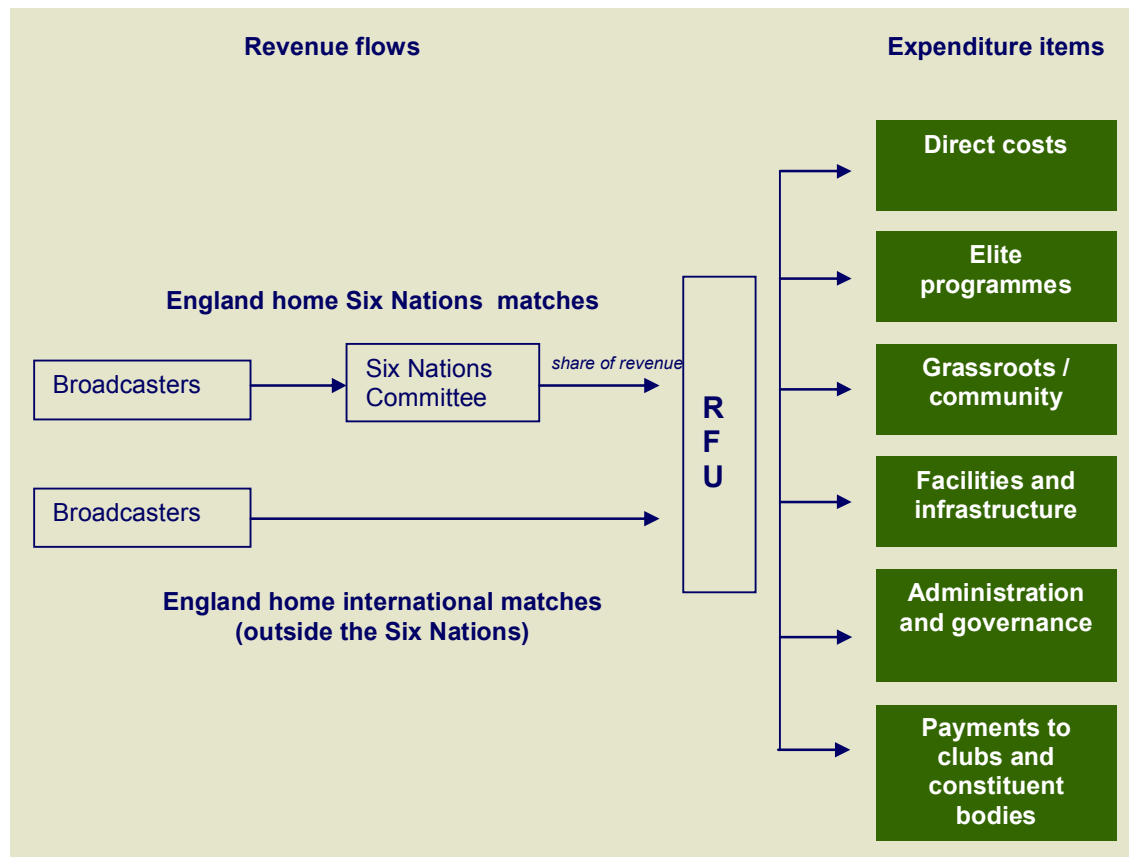 Revenue flows
Expenditure items
England home Six Nations matches
Broadcasters
Six Nations
Committee
share of revenue
Broadcasters
England home international matches
(outside the Six Nations)
R
F
U
Direct costs
Elite
programmes
Grassroots /
community
Facilities and
infrastructure
Administration
and governance
Payments to
clubs and
constituent
bodies